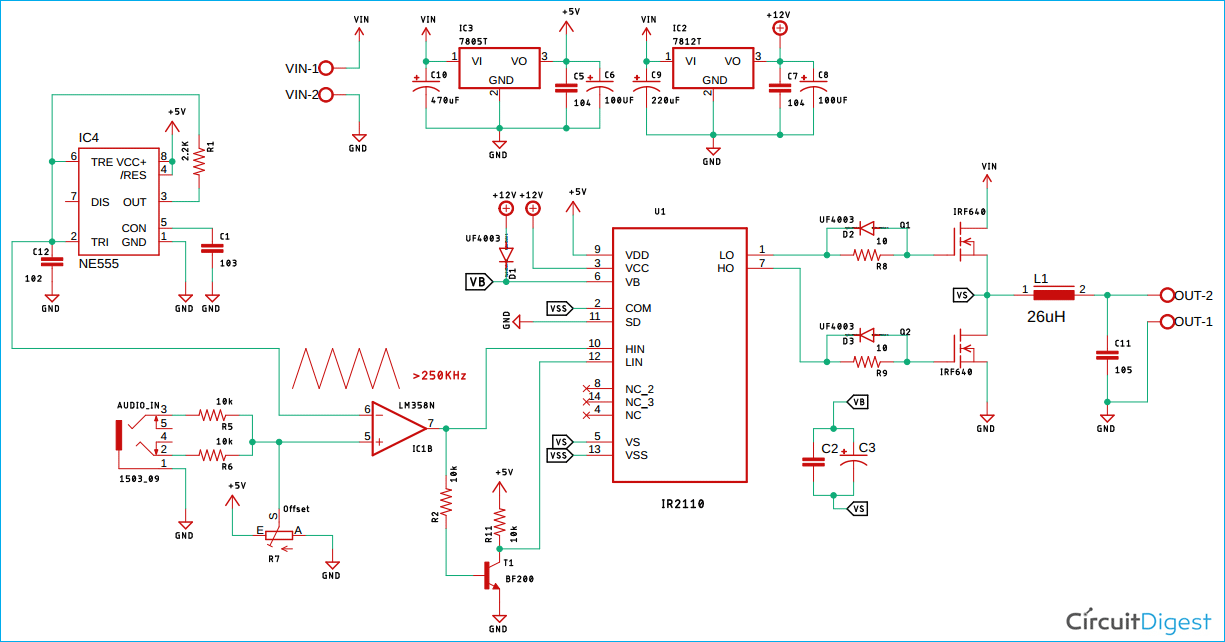 VIN
VIN-1
VIN-2
GND
VIN
IC3
7805T
1 VI VO 3
GND
2
+5V
C10
470uF
C5
104
C6
100UF
GND
VIN
IC2
7812T
1 VI VO 3
GND
2
+12V
C9
220uF
C7
104
C8
100UF
GND
IC4
+5V
2.2K
R1
6 TRE VCC+ 8
/RES 4
7 DIS OUT 3
CON 5
2 TRI GND 1
NE555
C12
102
GND
GND
C1
103
GND
+12V
+12V
+5V
UF4003
D1
VB
U1
9 VDD
3 VCC
6 VB
2 COM
11 SD
10 HIN
12 LIN
8 NC_2
14 NC_3
4 NC
5 VS
13 VSS
LO 1
HO 7
IR2110
VSS
GND
VS
VSS
>250KHz
AUDIO_IN
3
5
4
2
1
1503_09
10k
R5
10k
R6
GND
+5V
Offset
S
E A
R7
GND
6
5
7
LM358N
IC1B
10k
R2
+5V
R11
10k
T1
BF200
GND
UF4003
D2
Q1
10
R8
VIN
IRF640
UF4003
D3
Q2
10
R9
IRF640
GND
VS
L1
1 2
26uH
OUT-2
OUT-1
C11
105
GND
VB
C2
C3
VS
CircuitDigest